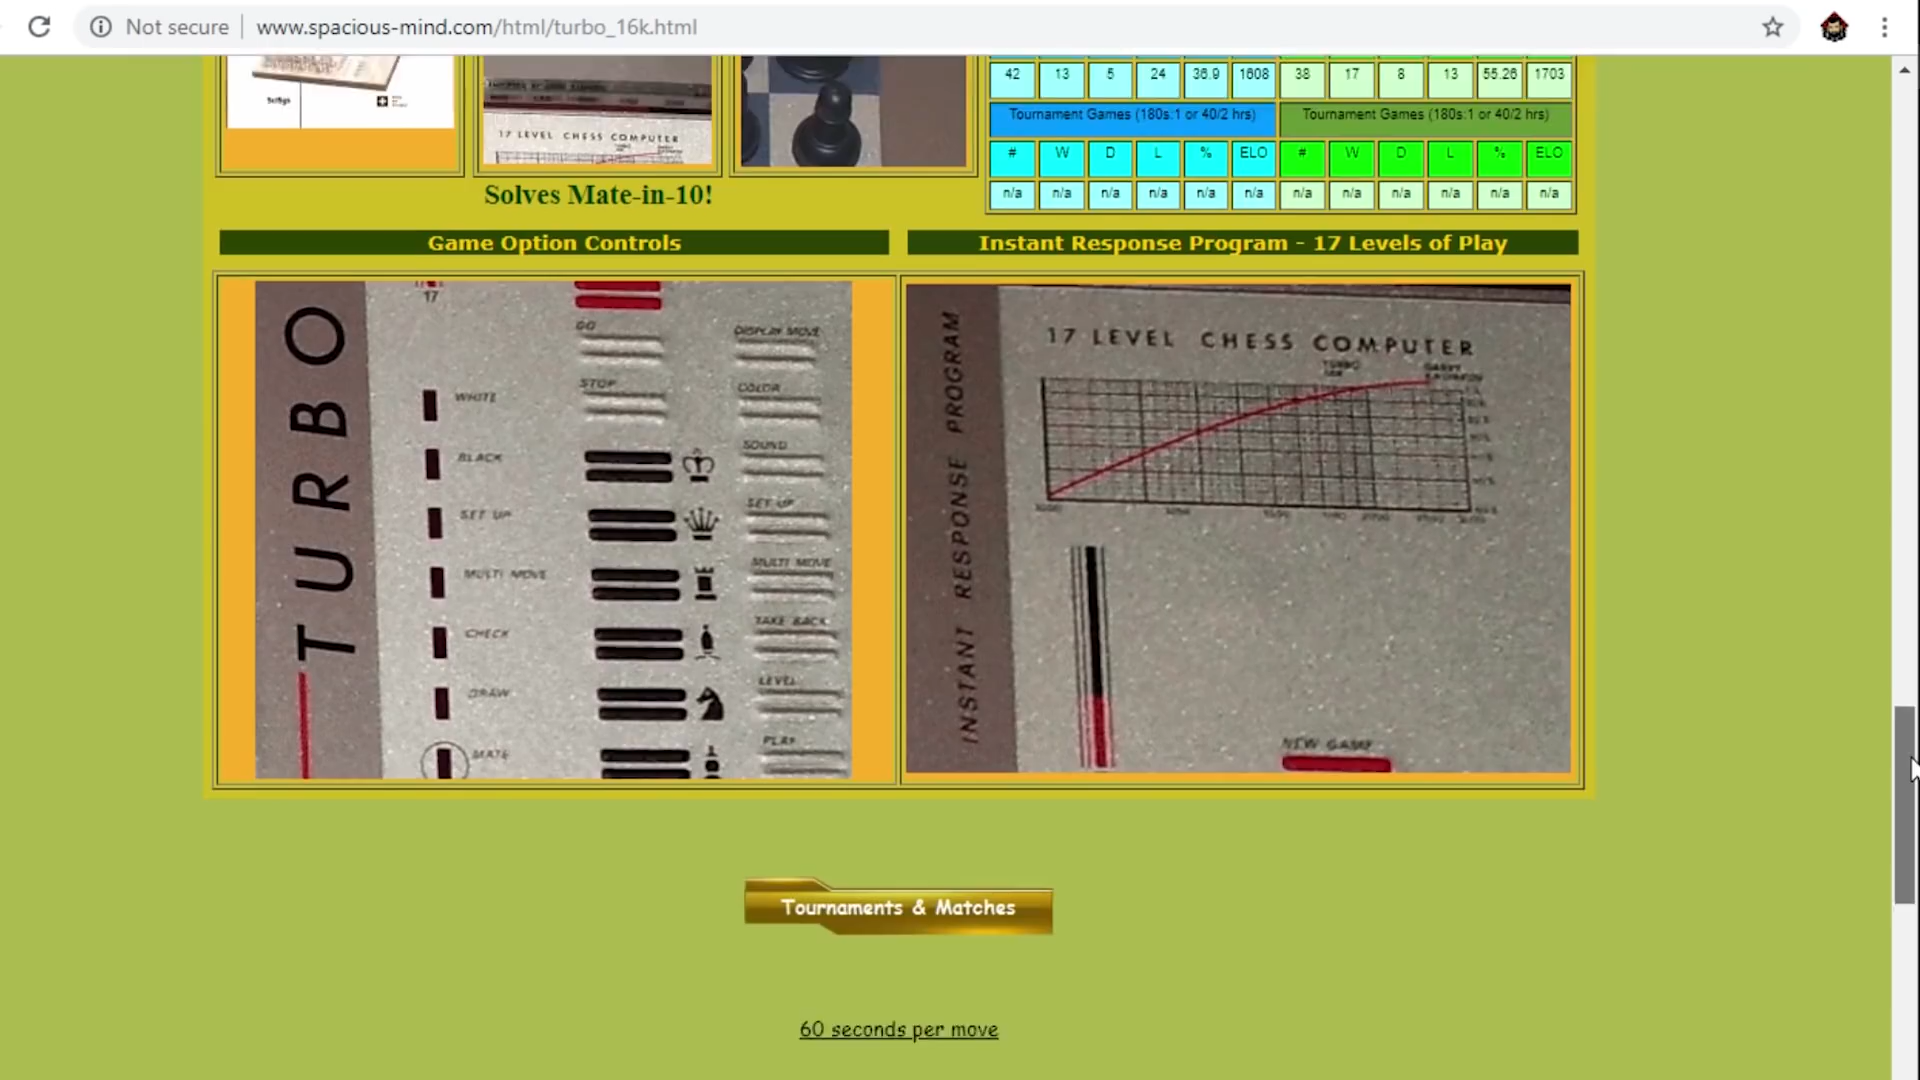 Not secure
www.spacious-mind.com/html/turbo_16k.html
17 LEVEL CHESS COMPUTER
42 13 5 24 36.9 1608 38 17 8 13 55.26 1703
Tournament Games (180s:1 or 40/2 hrs) Tournament Games (180s:1 or 40/2 hrs)
# W D L % ELO # W D L % ELO
n/a n/a n/a n/a n/a n/a n/a n/a n/a n/a n/a n/a
Solves Mate-in-10!
Game Option Controls
Instant Response Program - 17 Levels of Play
TURBO
17
GO
DISPLAY MOVE
STOP
COLOR
WHITE
SOUND
BLACK
SET UP
SET UP
MULTI MOVE
MULTI MOVE
TAKE BACK
CHECK
LEVEL
DRAW
PLAY
MATE
INSTANT RESPONSE PROGRAM
17 LEVEL CHESS COMPUTER
NEW GAME
Tournaments & Matches
60 seconds per move